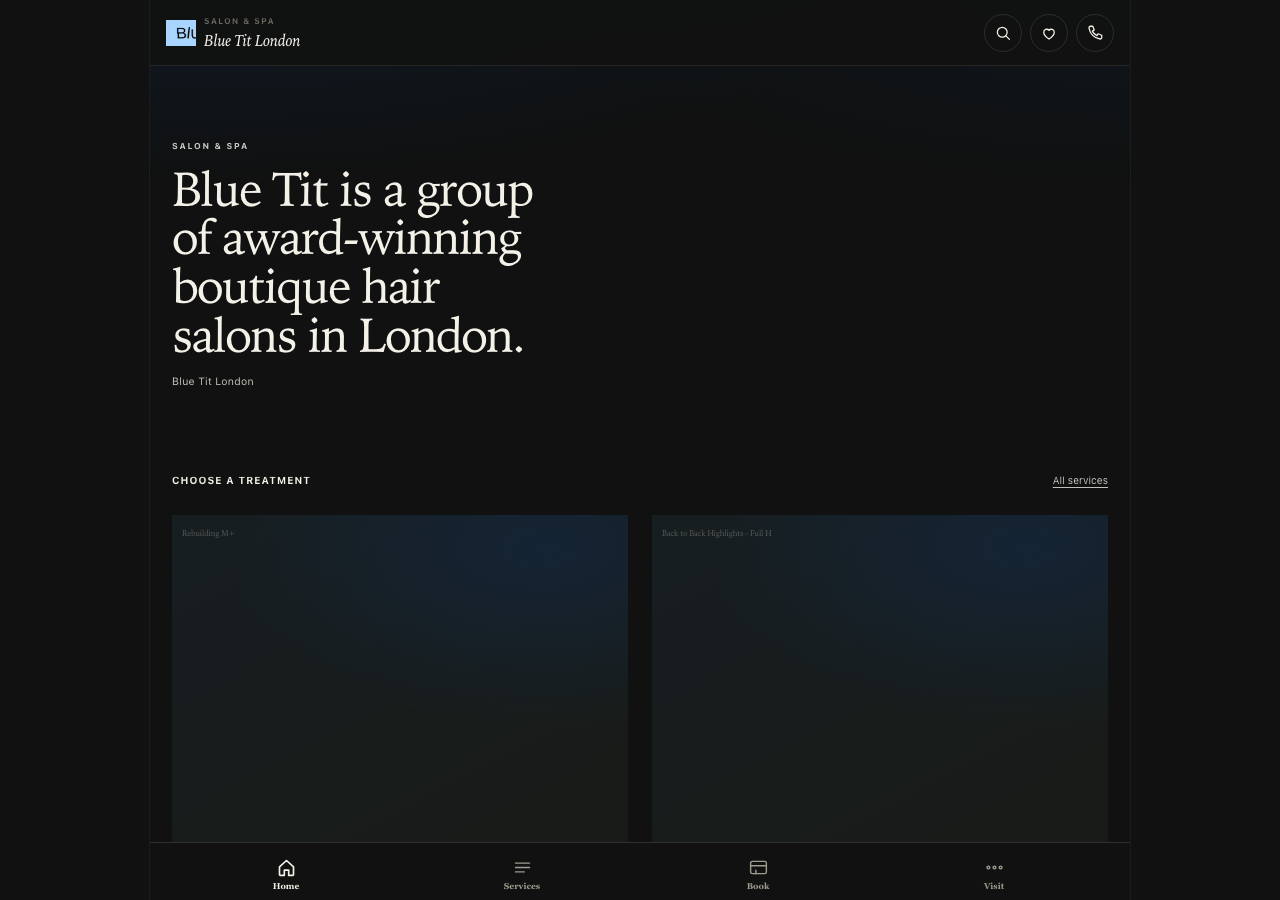 Blu
SALON & SPA
Blue Tit London
SALON & SPA
Blue Tit is a group
of award-winning
boutique hair
salons in London.
Blue Tit London
CHOOSE A TREATMENT
All services
Rebuilding M+
Back to Back Highlights - Full H
Home
Services
Book
Visit